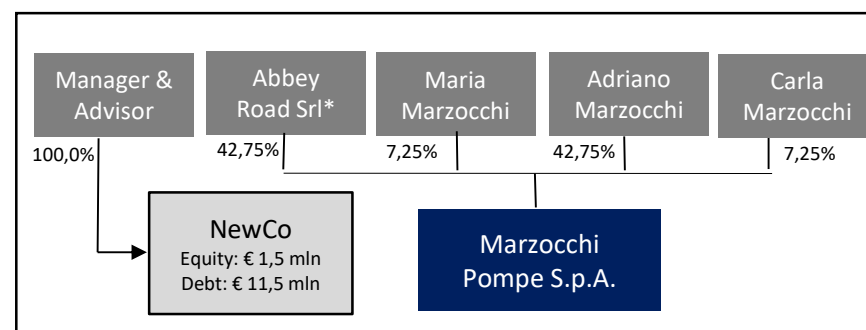 Manager &
Advisor
Abbey
Road Srl*
Maria
Marzocchi
Adriano
Marzocchi
Carla
Marzocchi
100,0%
42,75%
7,25%
42,75%
7,25%
NewCo
Equity: € 1,5 mln
Debt: € 11,5 mln
Marzocchi
Pompe S.p.A.